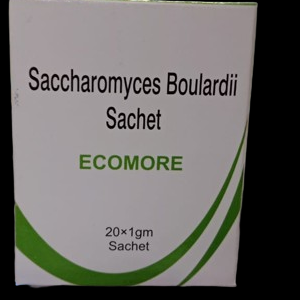 Saccharomyces Boulardii
Sachet
ECOMORE
20×1gm
Sachet